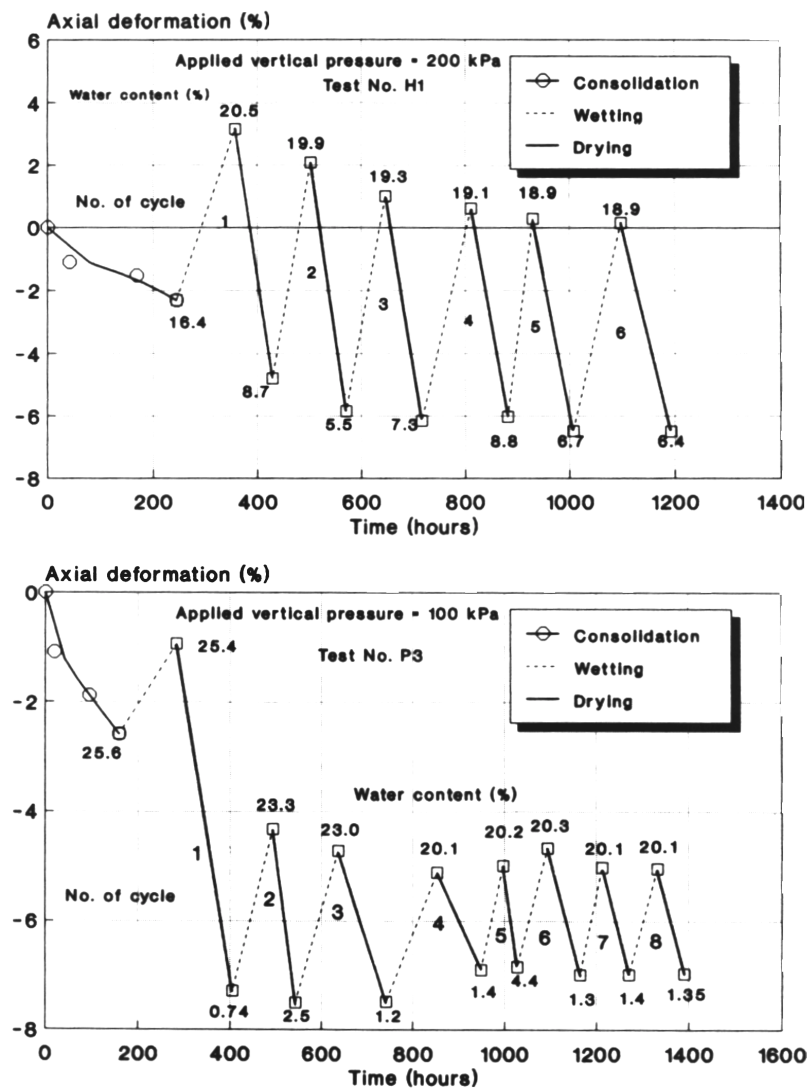 Axial deformation (%)
6
Applied vertical pressure - 200 kPa
Test No. H1
Consolidation
Wetting
Drying
Water content (%)
4
20.5
19.9
19.3
19.1
18.9
18.9
2
No. of cycle
0
1
2
3
4
5
6
-2
16.4
-4
8.7
5.5
7.3
8.8
6.7
6.4
-6
-8
0 200 400 600 800 1000 1200 1400
Time (hours)
Axial deformation (%)
0
Applied vertical pressure - 100 kPa
Test No. P3
Consolidation
Wetting
Drying
25.4
-2
25.6
Water content (%)
23.3
23.0
20.1
20.2
20.3
20.1
20.1
-4
1
No. of cycle
2
3
4
5
6
7
8
-6
0.74
2.5
1.2
1.4
4.4
1.3
1.4
1.35
-8
0 200 400 600 800 1000 1200 1400 1600
Time (hours)